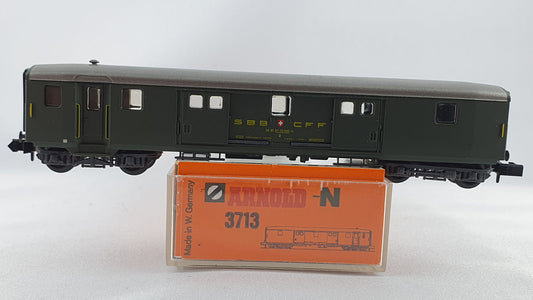 SBB CFF
ARNOLD N
3713
Made in W. Germany